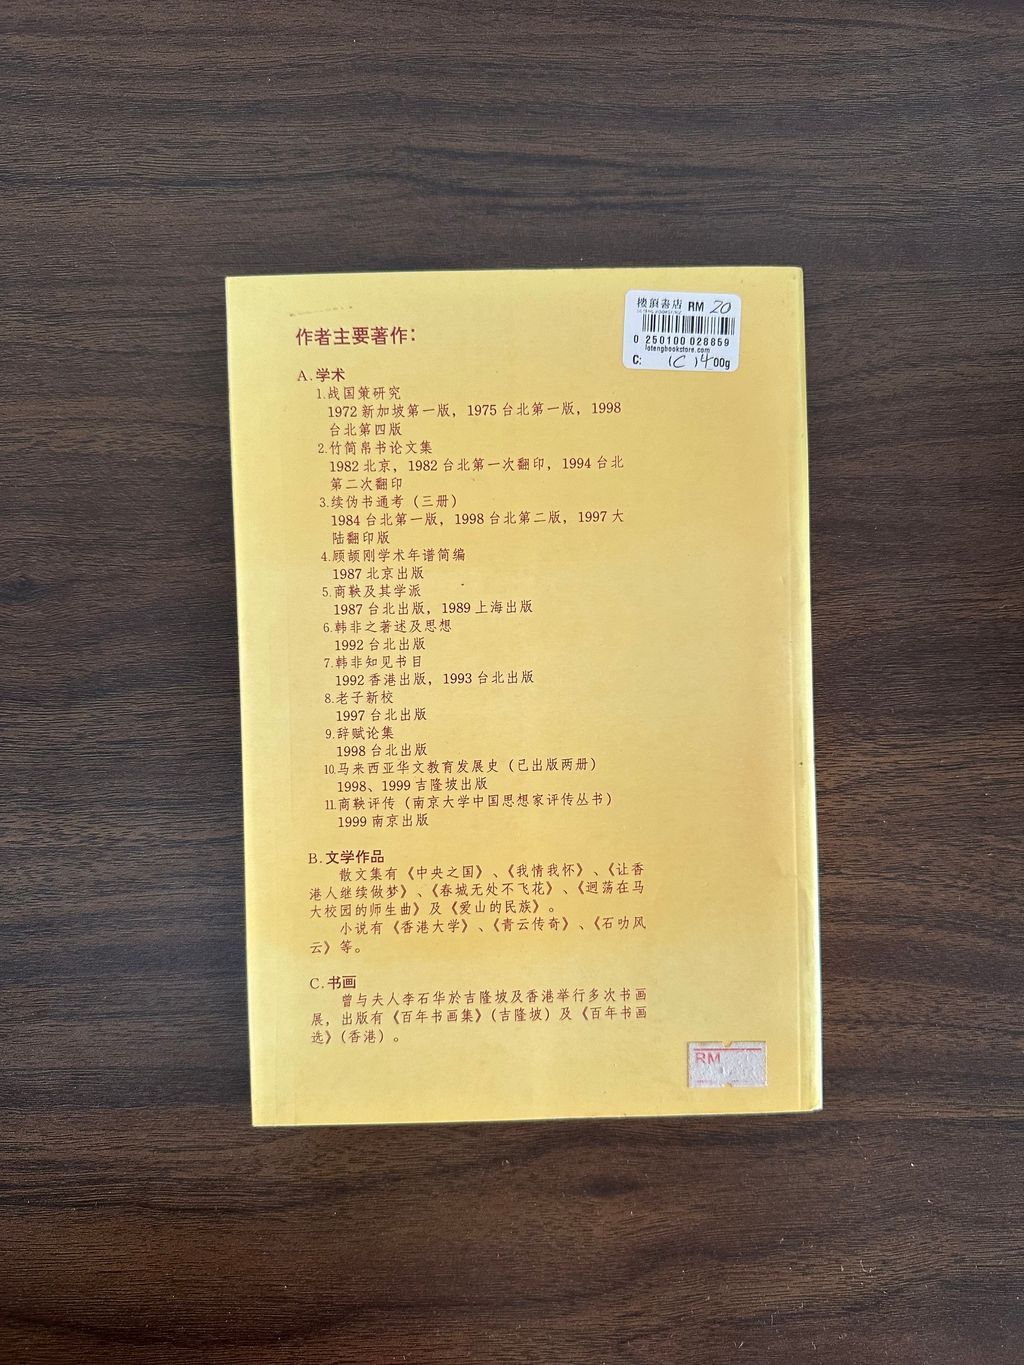 楼顶书店 RM 20
0 250100 028859
lotengbookstore.com
C: 1C 14 00g
作者主要著作：
A. 学术
1.战国策研究
1972 新加坡第一版，1975 台北第一版，1998
台北第四版
2.竹简帛书论文集
1982 北京，1982 台北第一次翻印，1994 台北
第二次翻印
3.续伪书通考（三册）
1984 台北第一版，1998 台北第二版，1997 大
陆翻印版
4.顾颉刚学术年谱简编
1987 北京出版
5.商鞅及其学派
1987 台北出版，1989 上海出版
6.韩非之著述及思想
1992 台北出版
7.韩非知见书目
1992 香港出版，1993 台北出版
8.老子新校
1997 台北出版
9.辞赋论集
1998 台北出版
10.马来西亚华文教育发展史（已出版两册）
1998、1999 吉隆坡出版
11.商鞅评传（南京大学中国思想家评传丛书）
1999 南京出版
B. 文学作品
散文集有《中央之国》、《我情我怀》、《让香
港人继续做梦》、《春城无处不飞花》、《迴荡在马
大校园的师生曲》及《爱山的民族》。
小说有《香港大学》、《青云传奇》、《石叻风
云》等。
C. 书画
曾与夫人李石华於吉隆坡及香港举行多次书画
展，出版有《百年书画集》（吉隆坡）及《百年书画
选》（香港）。
RM